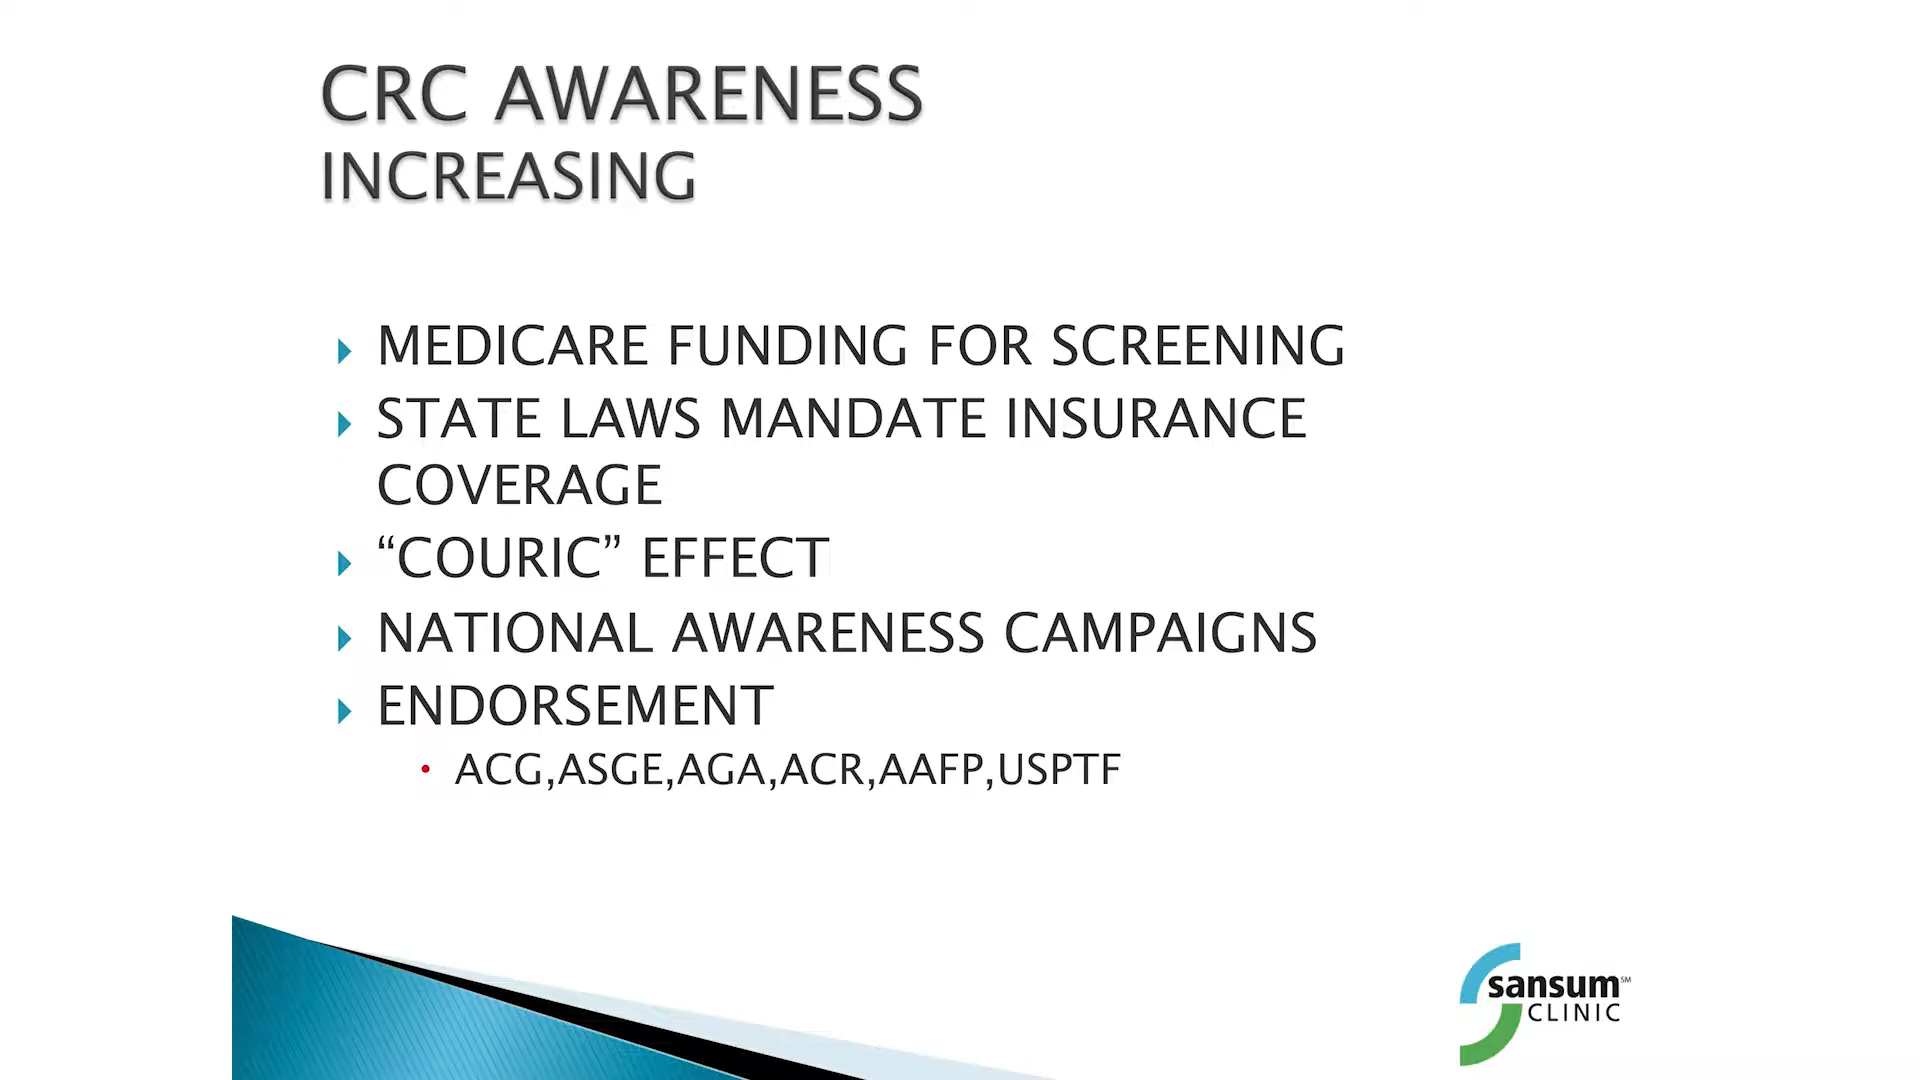 CRC AWARENESS
INCREASING
MEDICARE FUNDING FOR SCREENING
STATE LAWS MANDATE INSURANCE
COVERAGE
“COURIC” EFFECT
NATIONAL AWARENESS CAMPAIGNS
ENDORSEMENT
ACG,ASGE,AGA,ACR,AAFP,USPTF
sansum SM
CLINIC